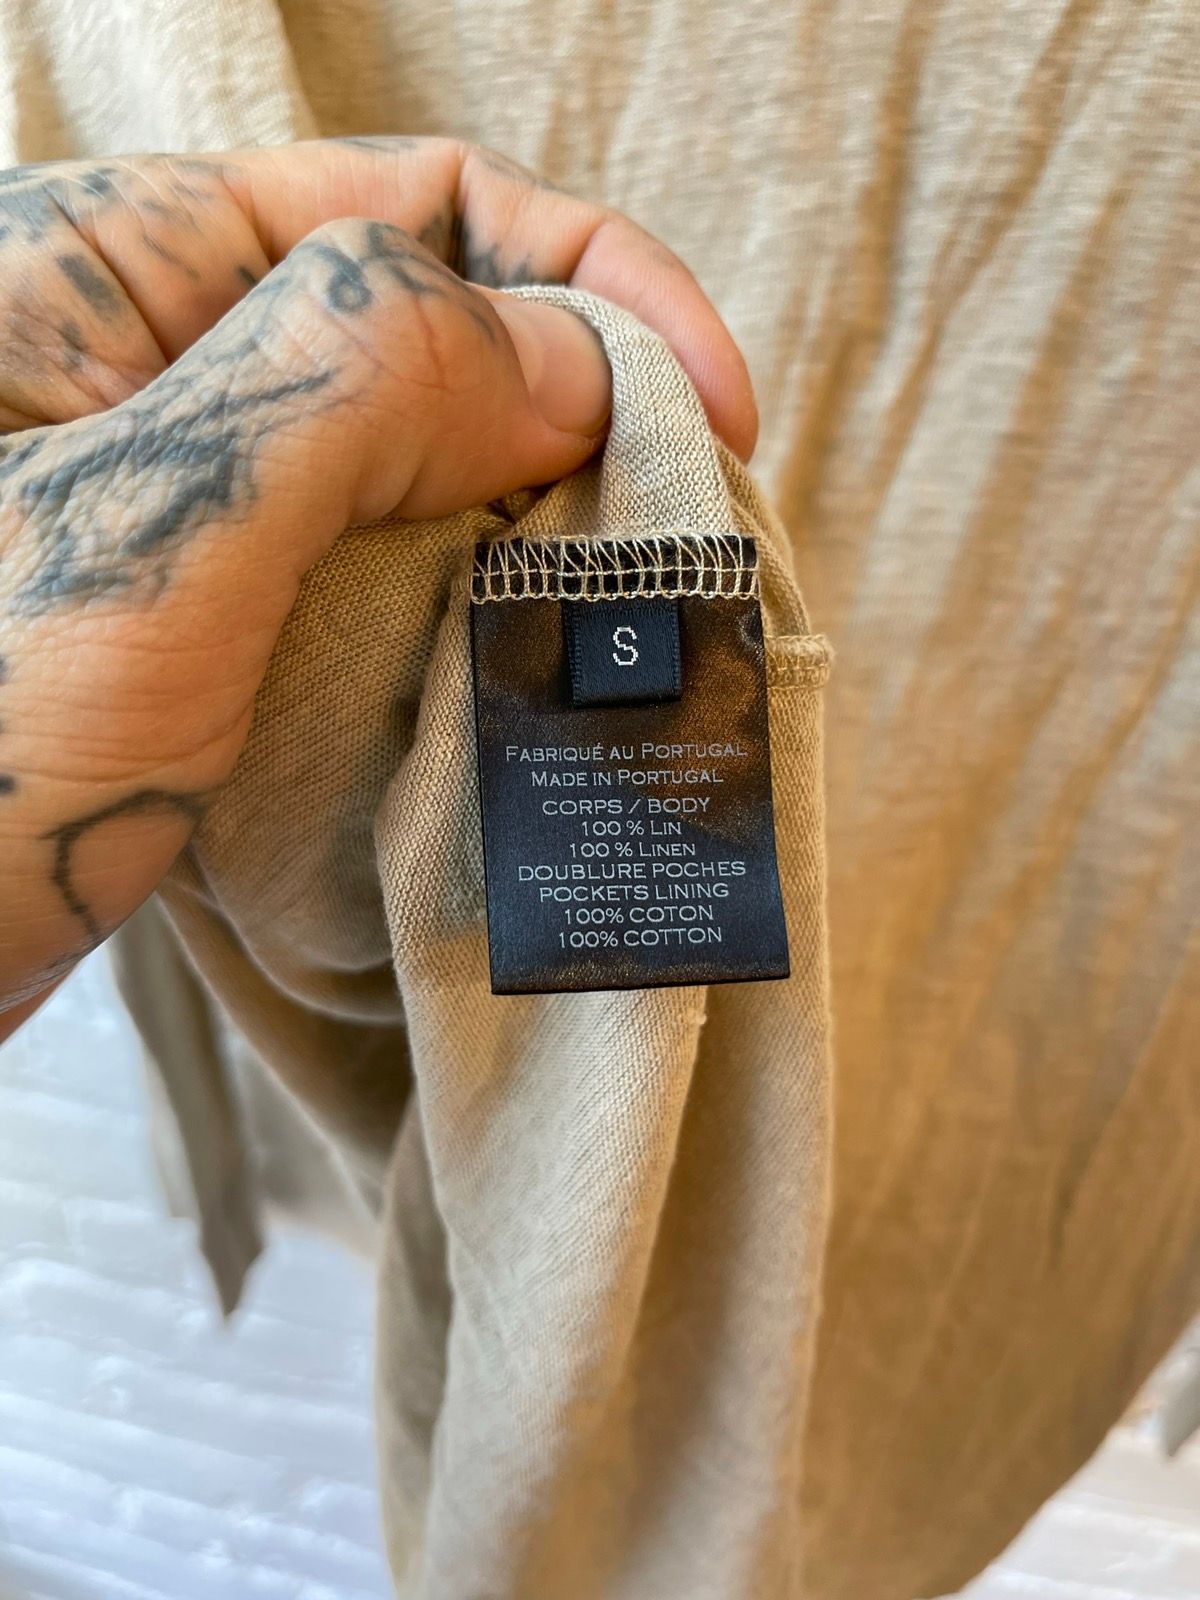 S
FABRIQUÉ AU PORTUGAL
MADE IN PORTUGAL
CORPS / BODY
100 % LIN
100 % LINEN
DOUBLURE POCHES
POCKETS LINING
100% COTON
100% COTTON